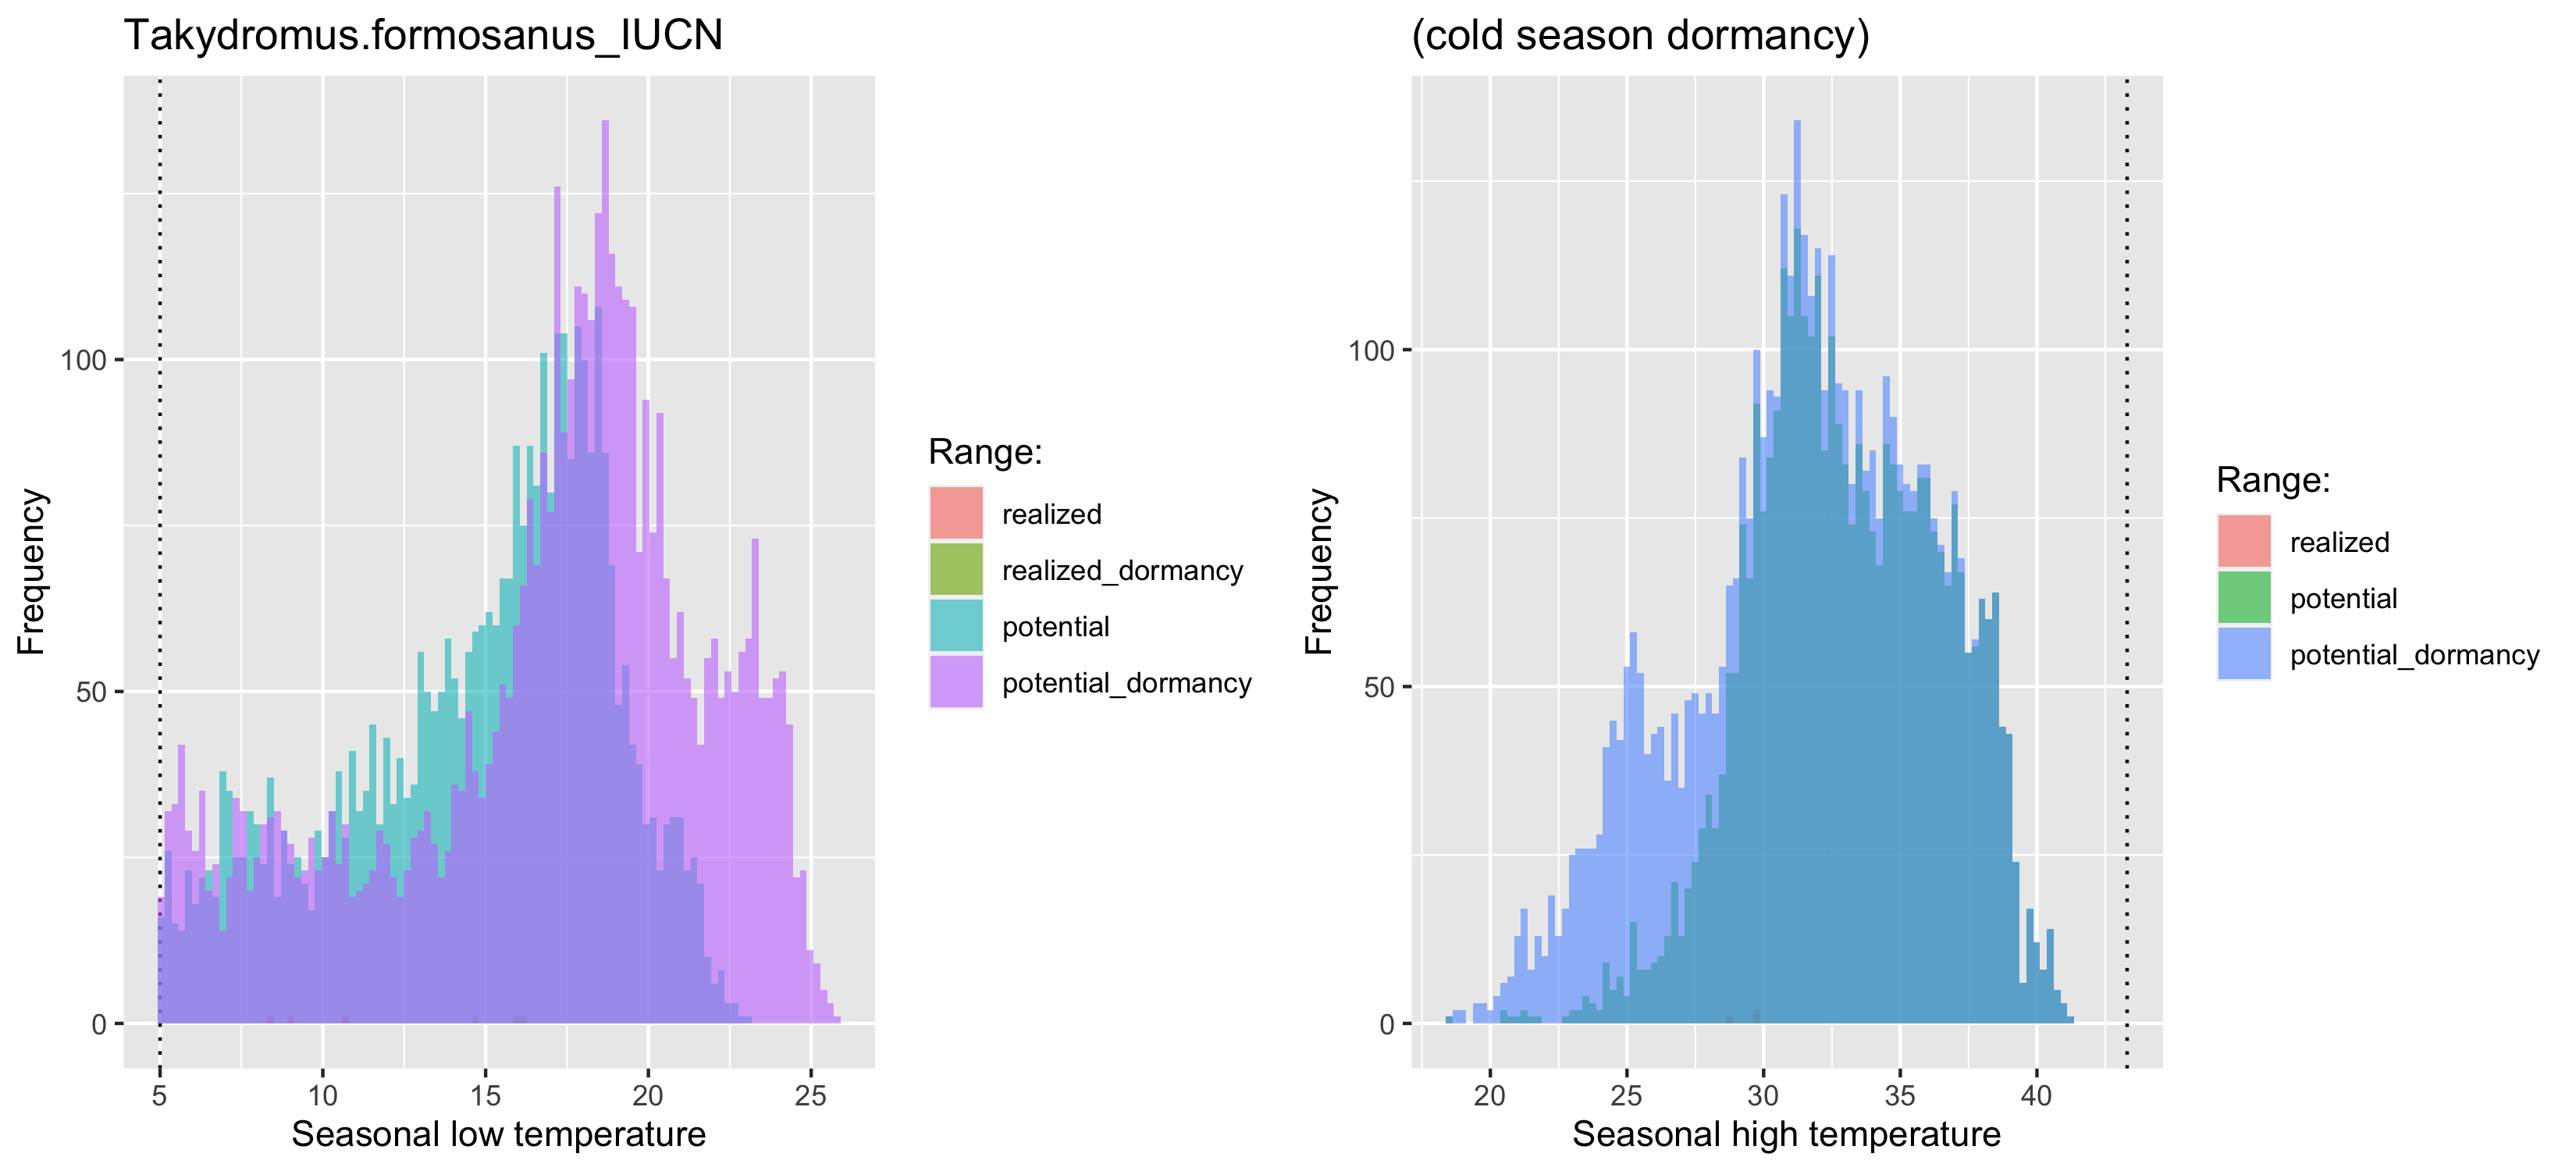 Takydromus.formosanus_IUCN
Frequency
100
50
0
5 10 15 20 25
Seasonal low temperature
Range:
realized
realized_dormancy
potential
potential_dormancy
(cold season dormancy)
Frequency
100
50
0
20 25 30 35 40
Seasonal high temperature
Range:
realized
potential
potential_dormancy